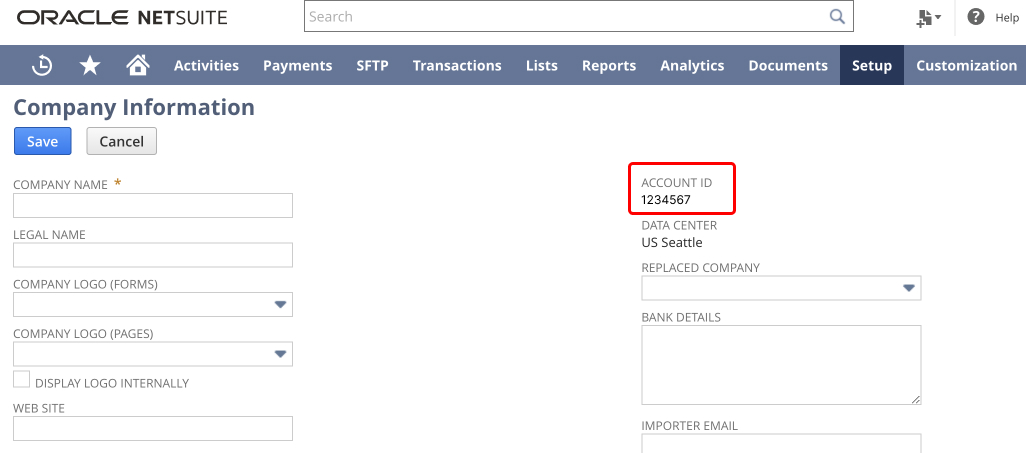 ORACLE NETSUITE
Search
Help
Activities Payments SFTP Transactions Lists Reports Analytics Documents Setup Customization
Company Information
Save Cancel
COMPANY NAME *
LEGAL NAME
COMPANY LOGO (FORMS)
COMPANY LOGO (PAGES)
DISPLAY LOGO INTERNALLY
WEB SITE
ACCOUNT ID
1234567
DATA CENTER
US Seattle
REPLACED COMPANY
BANK DETAILS
IMPORTER EMAIL